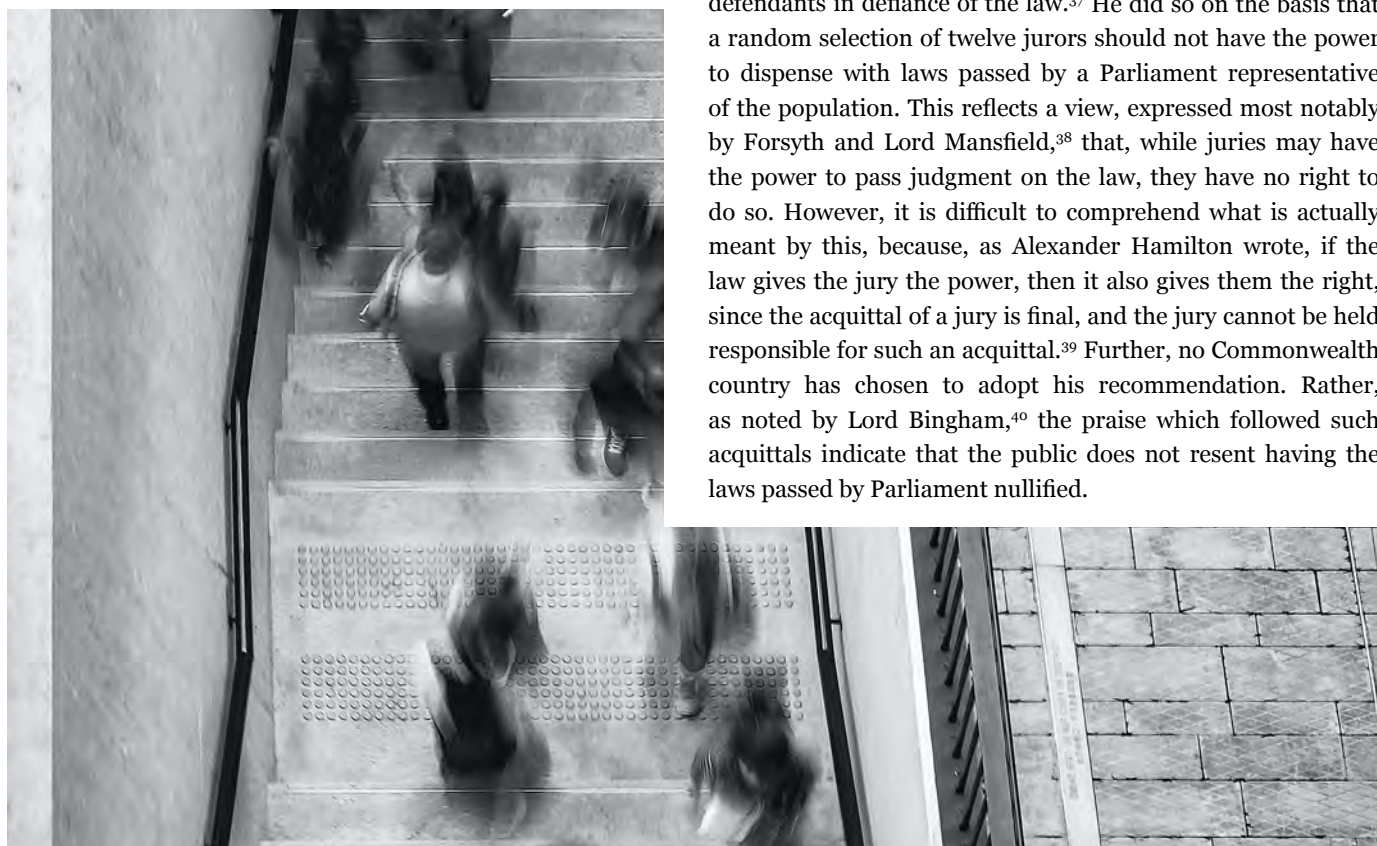 defendants in defiance of the law.³⁷ He did so on the basis that
a random selection of twelve jurors should not have the power
to dispense with laws passed by a Parliament representative
of the population. This reflects a view, expressed most notably
by Forsyth and Lord Mansfield,³⁸ that, while juries may have
the power to pass judgment on the law, they have no right to
do so. However, it is difficult to comprehend what is actually
meant by this, because, as Alexander Hamilton wrote, if the
law gives the jury the power, then it also gives them the right,
since the acquittal of a jury is final, and the jury cannot be held
responsible for such an acquittal.³⁹ Further, no Commonwealth
country has chosen to adopt his recommendation. Rather,
as noted by Lord Bingham,⁴⁰ the praise which followed such
acquittals indicate that the public does not resent having the
laws passed by Parliament nullified.